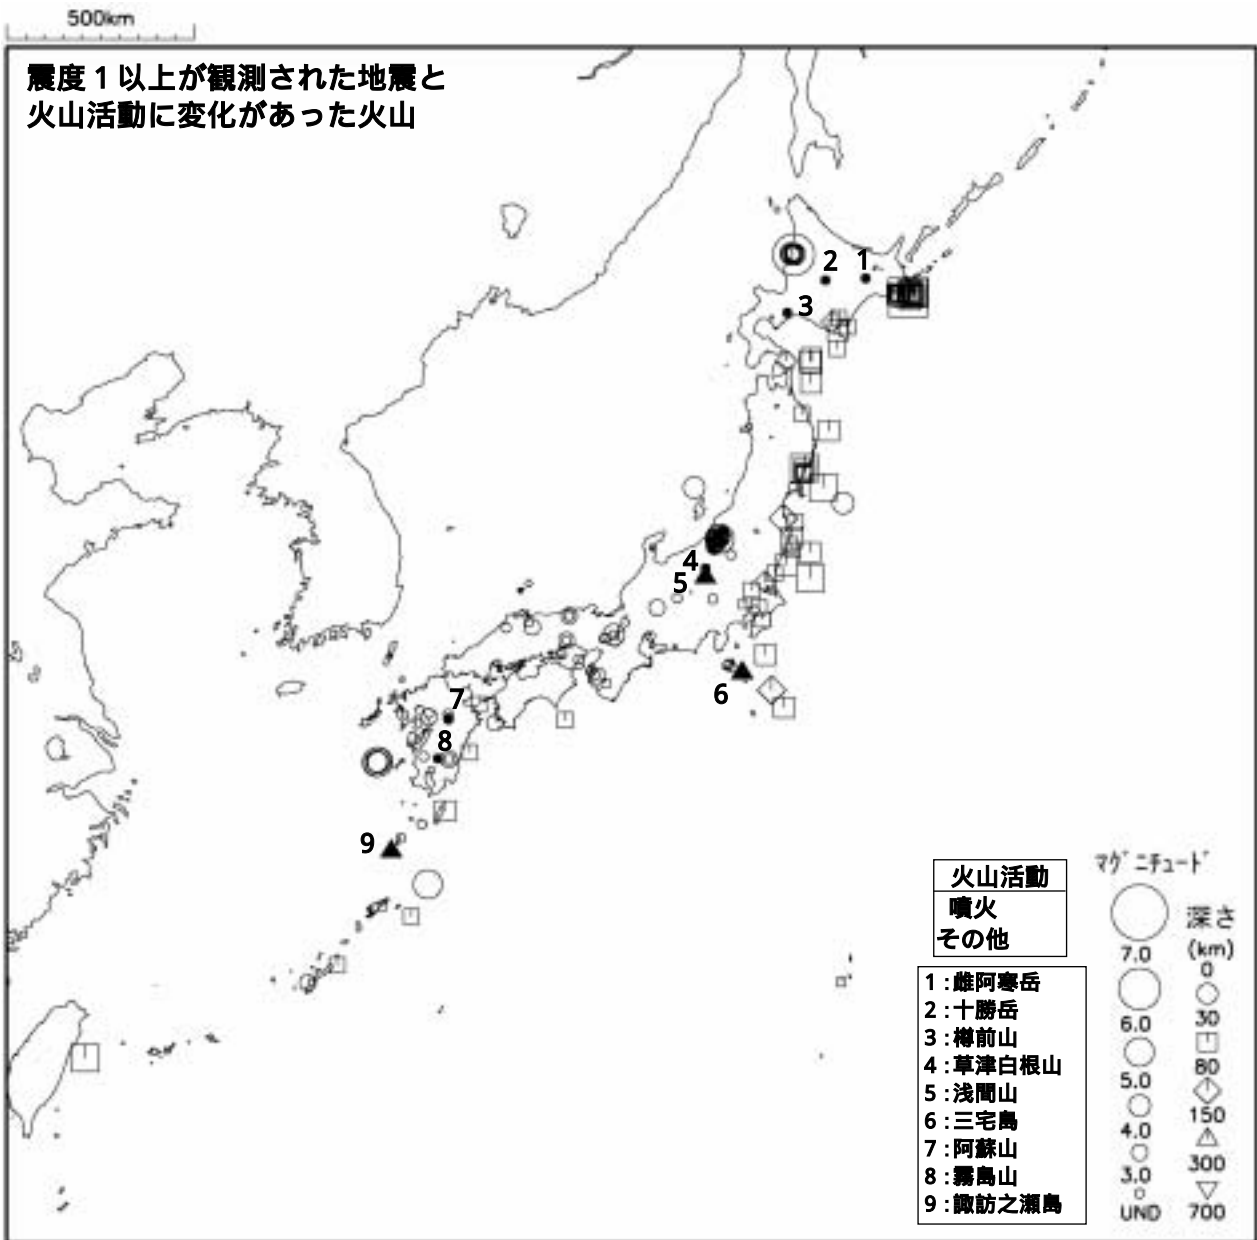 500km
震度１以上が観測された地震と
火山活動に変化があった火山
2
1
3
4
5
6
7
8
9
火山活動
噴火
その他
1：雌阿寒岳
2：十勝岳
3：樽前山
4：草津白根山
5：浅間山
6：三宅島
7：阿蘇山
8：霧島山
9：諏訪之瀬島
マグニチュード
7.0
6.0
5.0
4.0
3.0
UND
深さ
(km)
0
30
80
150
300
700